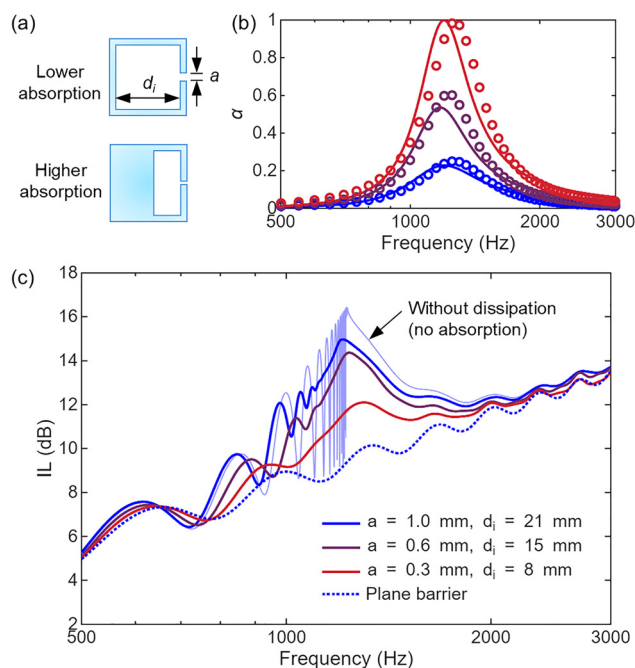 (a)
Lower
absorption
d_i
a
Higher
absorption
(b)
1
0.8
0.6
0.4
0.2
0
α
500 1000 2000 3000
Frequency (Hz)
(c)
18
16
14
12
10
8
6
4
2
IL (dB)
Without dissipation
(no absorption)
a = 1.0 mm, d_i = 21 mm
a = 0.6 mm, d_i = 15 mm
a = 0.3 mm, d_i = 8 mm
Plane barrier
500 1000 2000 3000
Frequency (Hz)